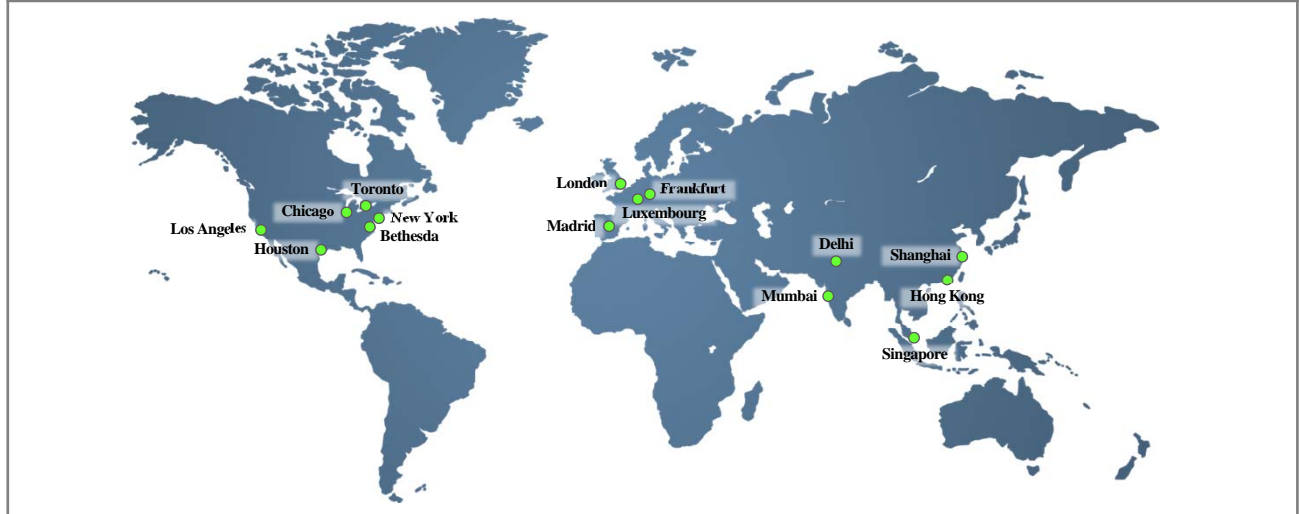 Toronto
Chicago
New York
Los Angeles
Bethesda
Houston
London
Frankfurt
Luxembourg
Madrid
Delhi
Shanghai
Mumbai
Hong Kong
Singapore